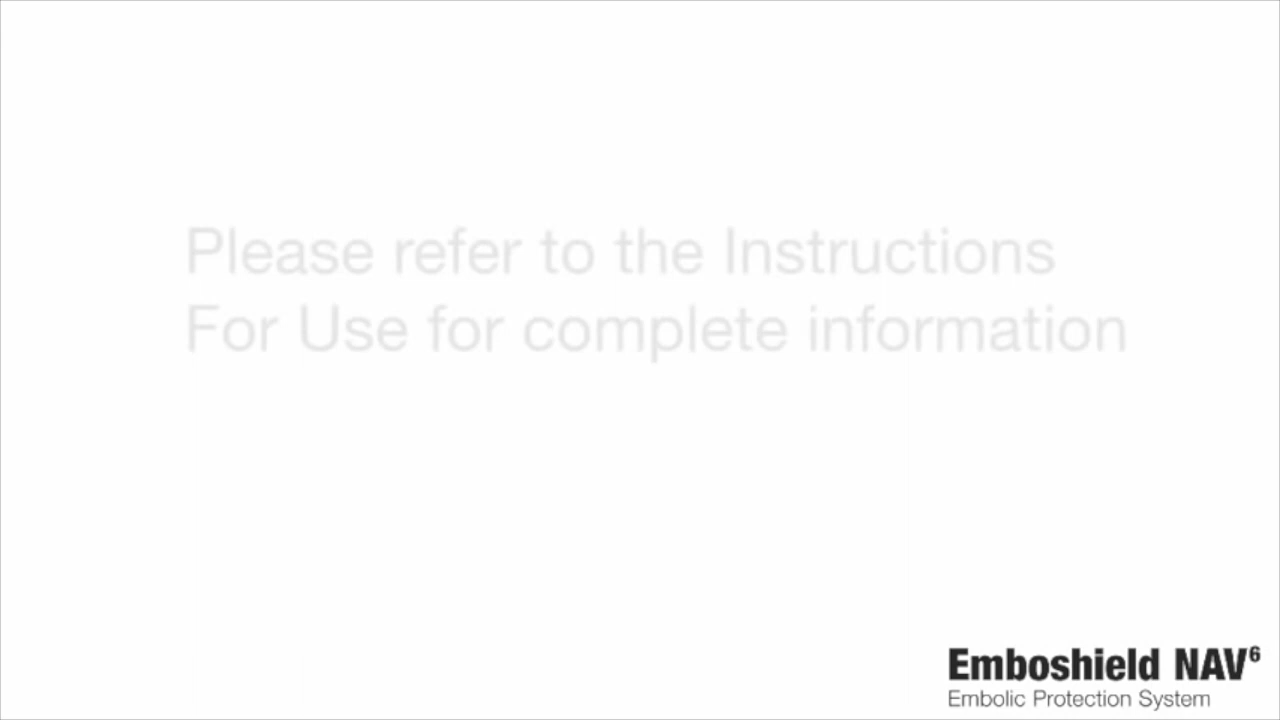 Please refer to the Instructions
For Use for complete information
Emboshield NAV⁶
Embolic Protection System